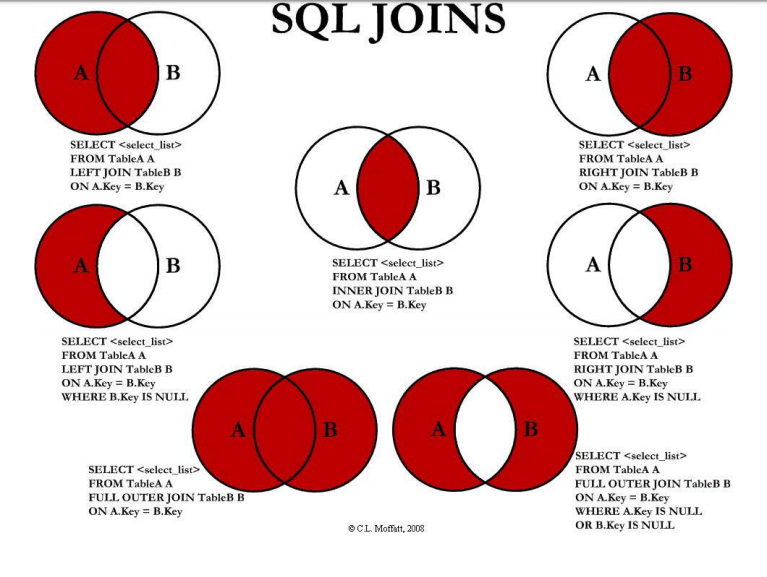 SQL JOINS
A B
SELECT <select_list>
FROM TableA A
LEFT JOIN TableB B
ON A.Key = B.Key
A B
SELECT <select_list>
FROM TableA A
RIGHT JOIN TableB B
ON A.Key = B.Key
A B
SELECT <select_list>
FROM TableA A
INNER JOIN TableB B
ON A.Key = B.Key
A B
SELECT <select_list>
FROM TableA A
LEFT JOIN TableB B
ON A.Key = B.Key
WHERE B.Key IS NULL
A B
SELECT <select_list>
FROM TableA A
RIGHT JOIN TableB B
ON A.Key = B.Key
WHERE A.Key IS NULL
A B
SELECT <select_list>
FROM TableA A
FULL OUTER JOIN TableB B
ON A.Key = B.Key
A B
SELECT <select_list>
FROM TableA A
FULL OUTER JOIN TableB B
ON A.Key = B.Key
WHERE A.Key IS NULL
OR B.Key IS NULL
© C.L. Moffatt, 2008